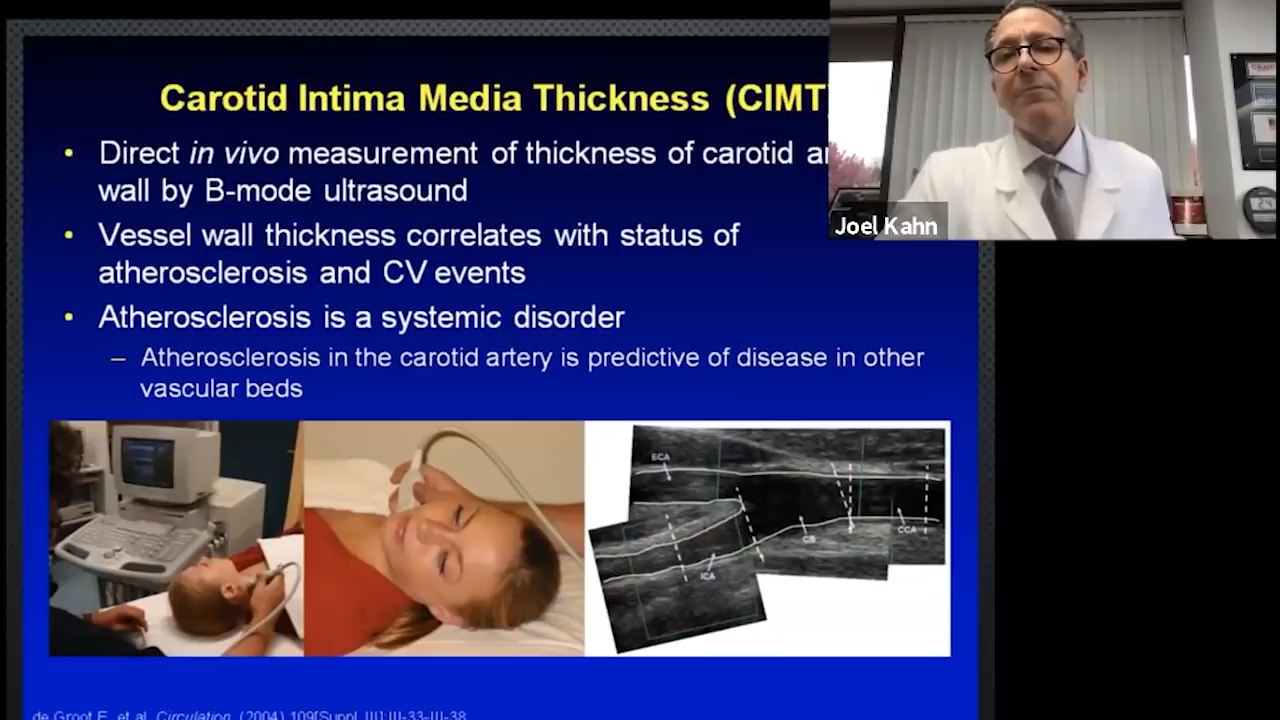 Carotid Intima Media Thickness (CIMT)
• Direct in vivo measurement of thickness of carotid ar
wall by B-mode ultrasound
• Vessel wall thickness correlates with status of
atherosclerosis and CV events
• Atherosclerosis is a systemic disorder
– Atherosclerosis in the carotid artery is predictive of disease in other
vascular beds
Joel Kahn
ECA
CCA
CB
ICA
de Groot E, et al. Circulation. (2004) 109[Suppl III]:III-33-III-38